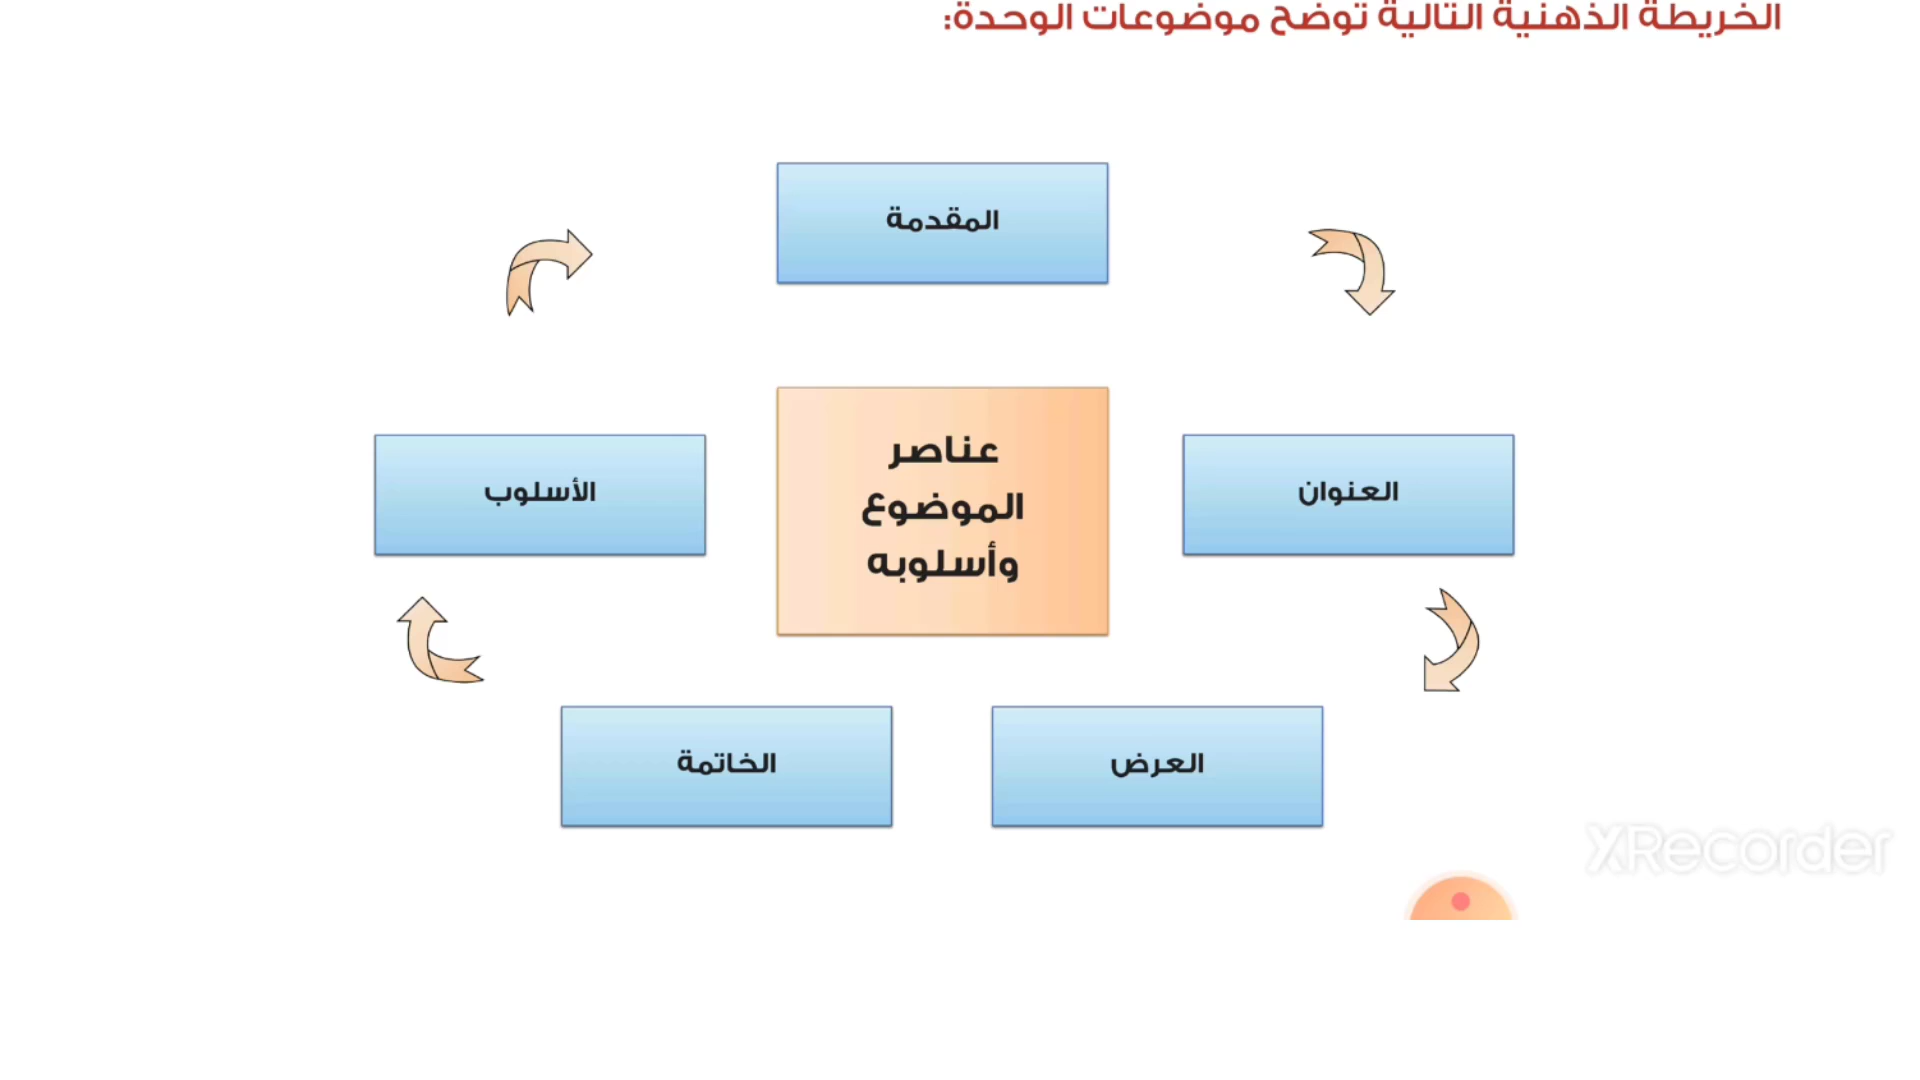 الخريطة الذهنية التالية توضح موضوعات الوحدة:
المقدمة
العنوان
عناصر
الموضوع
وأسلوبه
الأسلوب
العرض
الخاتمة
XRecorder